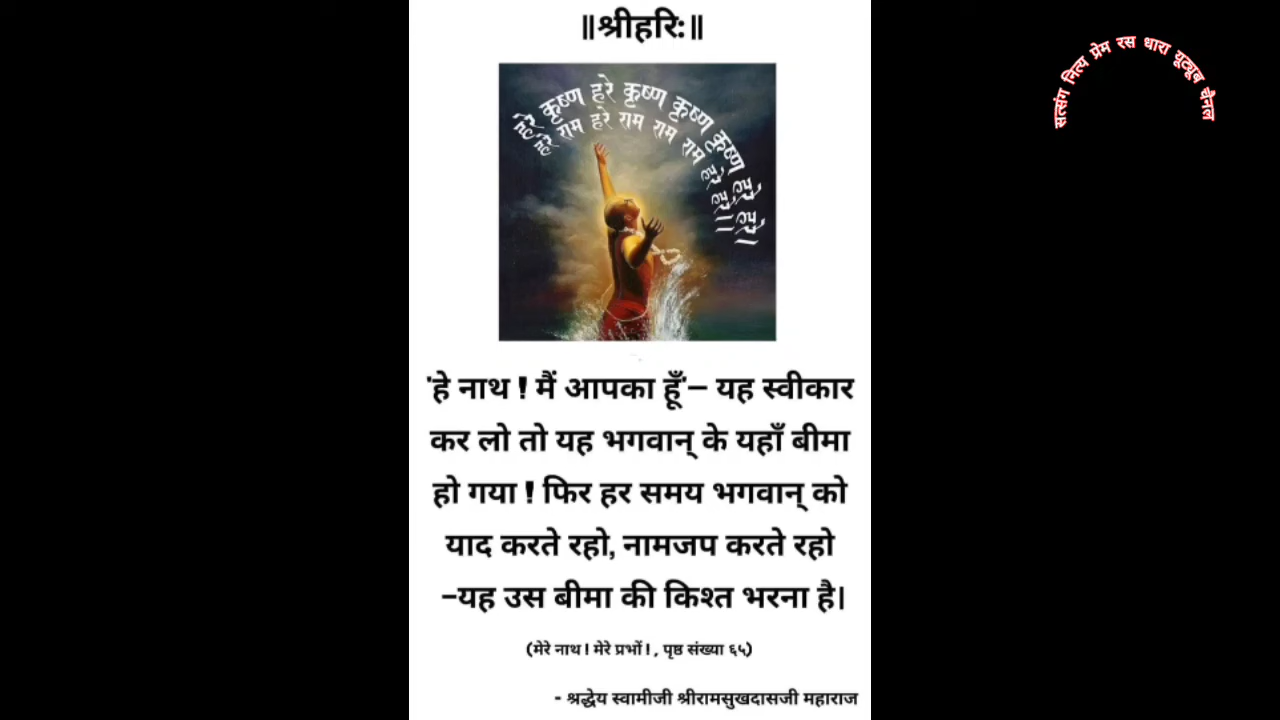 ॥श्रीहरिः॥
सत्संग नित्य प्रेम रस धारा यूट्यूब चैनल
हरे कृष्ण हरे कृष्ण कृष्ण कृष्ण हरे हरे।
हरे राम हरे राम राम राम हरे हरे।।
'हे नाथ ! मैं आपका हूँ'– यह स्वीकार
कर लो तो यह भगवान् के यहाँ बीमा
हो गया ! फिर हर समय भगवान् को
याद करते रहो, नामजप करते रहो
–यह उस बीमा की किश्त भरना है।
(मेरे नाथ ! मेरे प्रभों ! , पृष्ठ संख्या ६५)
- श्रद्धेय स्वामीजी श्रीरामसुखदासजी महाराज